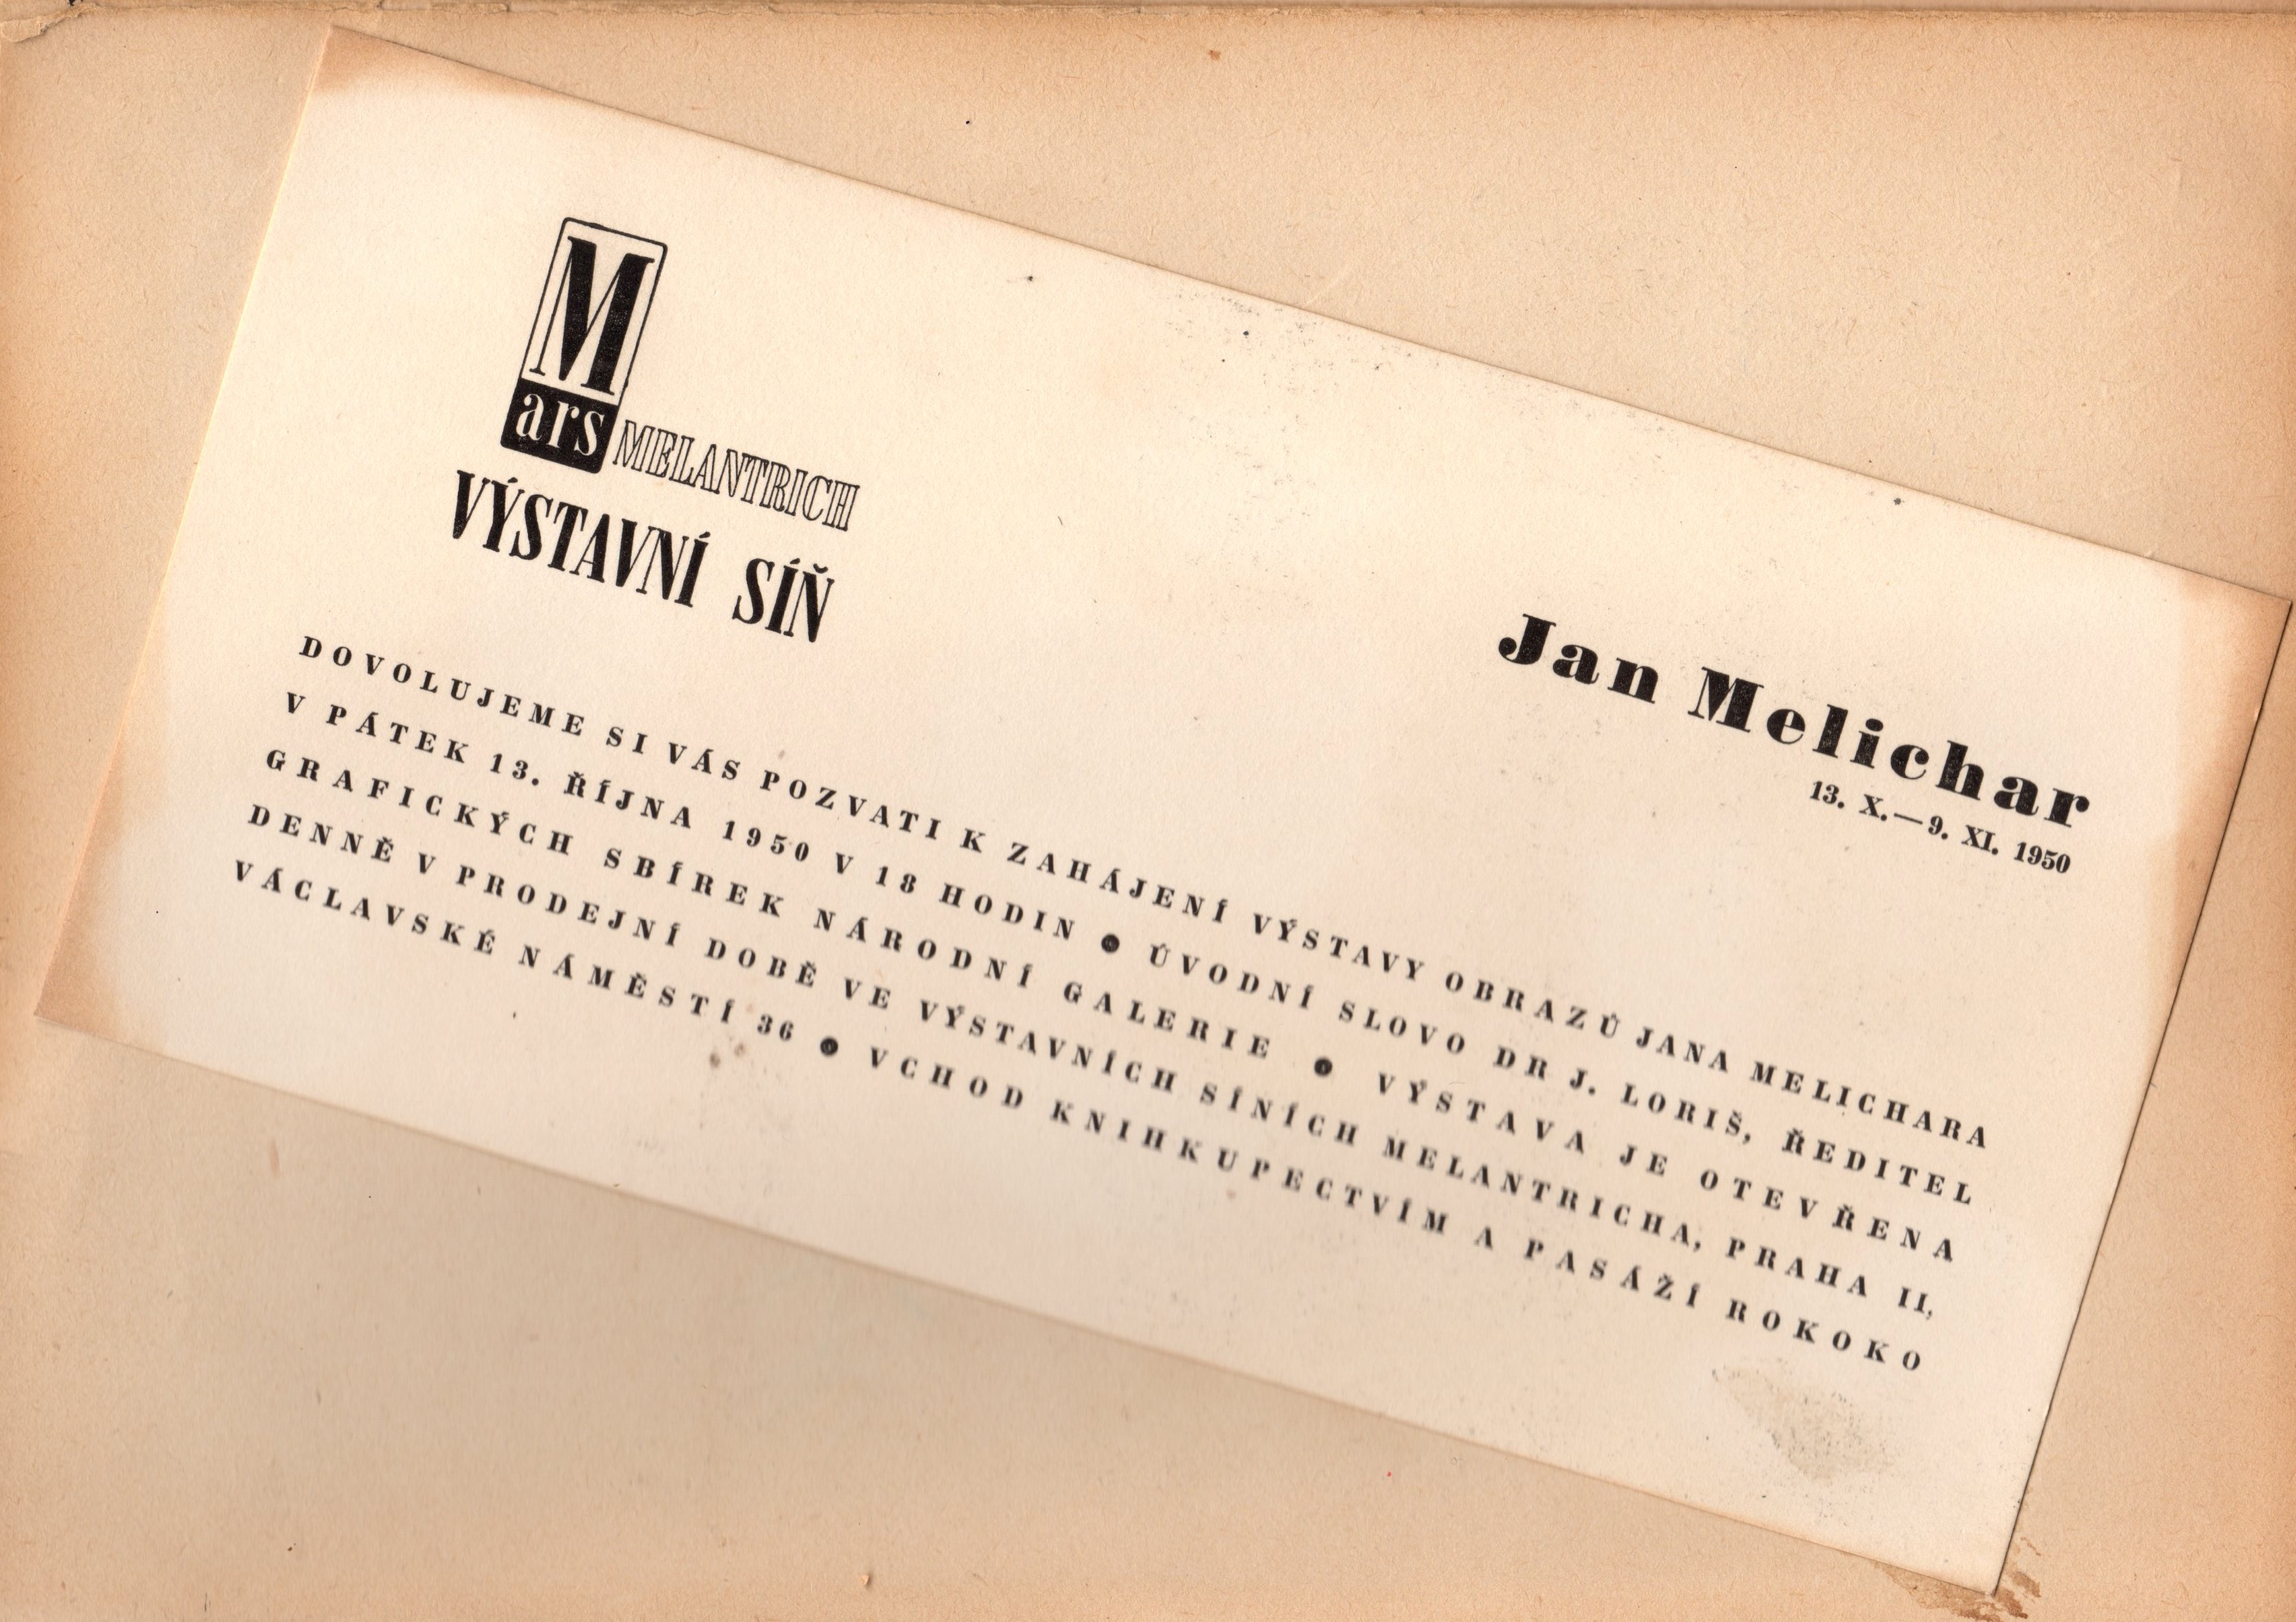 M
ars MELANTRICH
VÝSTAVNÍ SÍŇ
Jan Melichar
13. X.—9. XI. 1950
DOVOLUJEME SI VÁS POZVATI K ZAHÁJENÍ VÝSTAVY OBRAZŮ JANA MELICHARA
V PÁTEK 13. ŘÍJNA 1950 V 18 HODIN ● ÚVODNÍ SLOVO DR J. LORIŠ, ŘEDITEL
GRAFICKÝCH SBÍREK NÁRODNÍ GALERIE ● VÝSTAVA JE OTEVŘENA
DENNĚ V PRODEJNÍ DOBĚ VE VÝSTAVNÍCH SÍNÍCH MELANTRICHA, PRAHA II,
VÁCLAVSKÉ NÁMĚSTÍ 36 ● VCHOD KNIHKUPECTVÍM A PASÁŽÍ ROKOKO